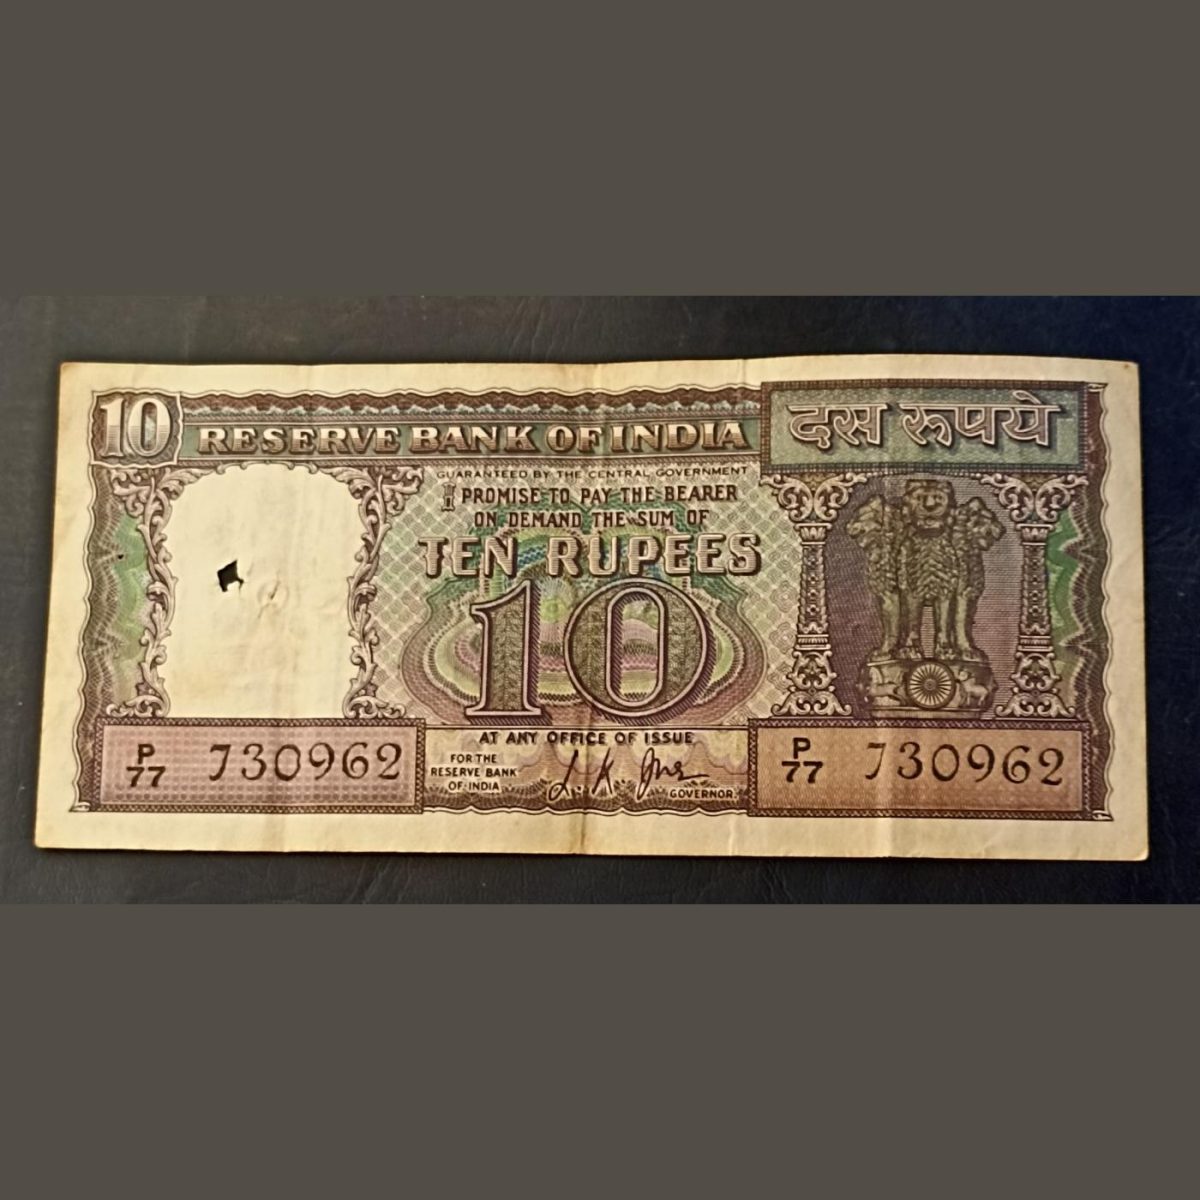 10 RESERVE BANK OF INDIA दस रूपये
GUARANTEED BY THE CENTRAL GOVERNMENT
I PROMISE TO PAY THE BEARER
ON DEMAND THE SUM OF
TEN RUPEES
10
AT ANY OFFICE OF ISSUE
FOR THE
RESERVE BANK
OF INDIA
L. K. Jha
GOVERNOR.
P/77 730962
P/77 730962